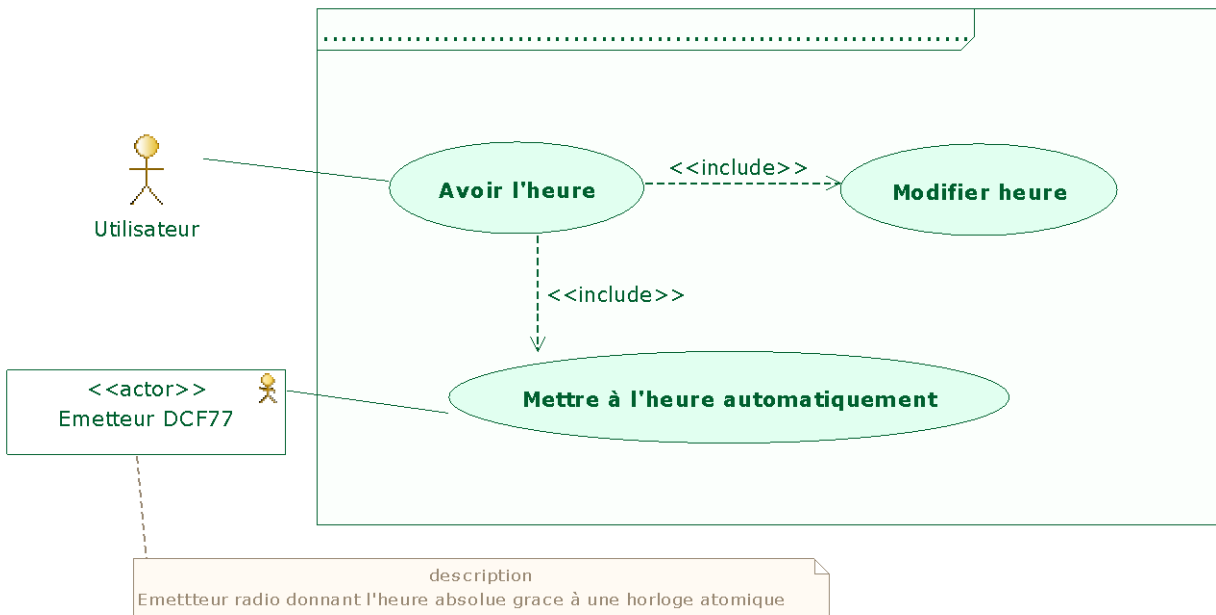 Avoir l'heure
<<include>>
Modifier heure
Utilisateur
<<include>>
<<actor>>
Emetteur DCF77
Mettre à l'heure automatiquement
description
Emettteur radio donnant l'heure absolue grace à une horloge atomique